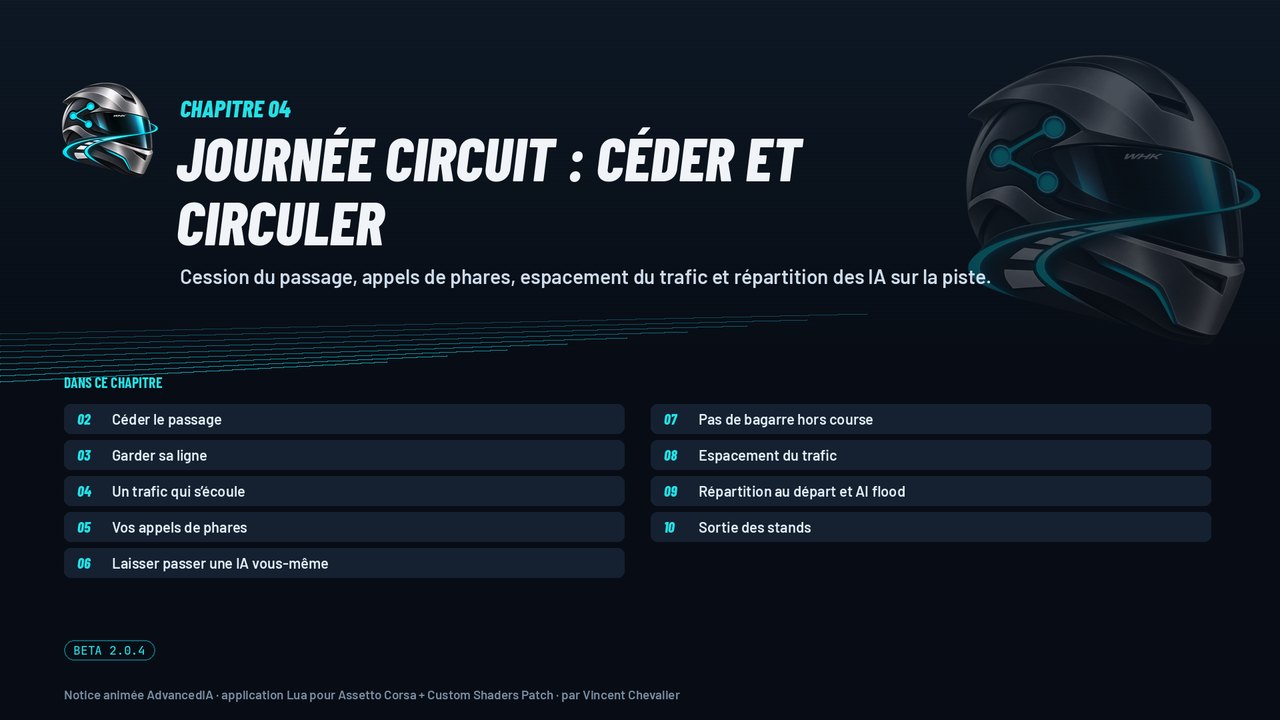 CHAPITRE 04
JOURNÉE CIRCUIT : CÉDER ET
CIRCULER
Cession du passage, appels de phares, espacement du trafic et répartition des IA sur la piste.
WHK
DANS CE CHAPITRE
02 Céder le passage
03 Garder sa ligne
04 Un trafic qui s’écoule
05 Vos appels de phares
06 Laisser passer une IA vous-même
07 Pas de bagarre hors course
08 Espacement du trafic
09 Répartition au départ et AI flood
10 Sortie des stands
BETA 2.0.4
Notice animée AdvancedIA · application Lua pour Assetto Corsa + Custom Shaders Patch · par Vincent Chevalier